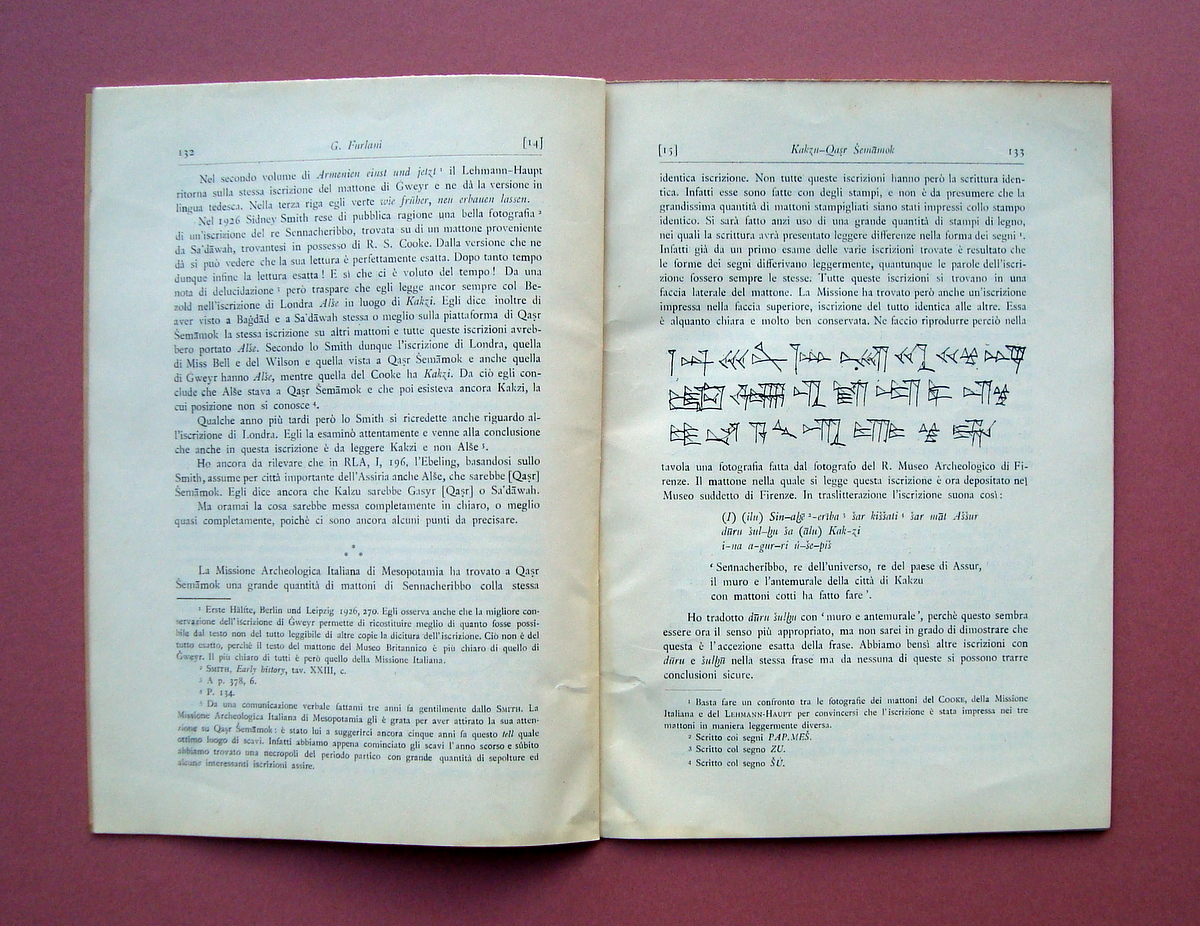 132
G. Furlani
[14]
Nel secondo volume di Armenien einst und jetzt ¹ il Lehmann-Haupt
ritorna sulla stessa iscrizione del mattone di Gweyr e ne dà la versione in
lingua tedesca. Nella terza riga egli verte wie früher, neu erbauen lassen.
Nel 1926 Sidney Smith rese di pubblica ragione una bella fotografia ²
di un'iscrizione del re Sennacheribbo, trovata su di un mattone proveniente
da Sa'dāwah, trovantesi in possesso di R. S. Cooke. Dalla versione che ne
dà si può vedere che la sua lettura è perfettamente esatta. Dopo tanto tempo
dunque infine la lettura esatta! E sì che ci è voluto del tempo! Da una
nota di delucidazione ³ però traspare che egli legge ancor sempre col Be-
zold nell'iscrizione di Londra Alše in luogo di Kakzi. Egli dice inoltre di
aver visto a Baġdād e a Sa'dāwah stessa o meglio sulla piattaforma di Qaṣr
Šemāmok la stessa iscrizione su altri mattoni e tutte queste iscrizioni avreb-
bero portato Alše. Secondo lo Smith dunque l'iscrizione di Londra, quella
di Miss Bell e del Wilson e quella vista a Qaṣr Šemāmok e anche quella
di Gweyr hanno Alše, mentre quella del Cooke ha Kakzi. Da ciò egli con-
clude che Alše stava a Qaṣr Šemāmok e che poi esisteva ancora Kakzi, la
cui posizione non si conosce ⁴.
Qualche anno più tardi però lo Smith si ricredette anche riguardo al-
l'iscrizione di Londra. Egli la esaminò attentamente e venne alla conclusione
che anche in questa iscrizione è da leggere Kakzi e non Alše ⁵.
Ho ancora da rilevare che in RLA, I, 196, l'Ebeling, basandosi sullo
Smith, assume per città importante dell'Assiria anche Alše, che sarebbe [Qaṣr]
Šemāmok. Egli dice ancora che Kalzu sarebbe Gasyr [Qaṣr] o Sa'dāwah.
Ma oramai la cosa sarebbe messa completamente in chiaro, o meglio
quasi completamente, poichè ci sono ancora alcuni punti da precisare.
* * *
La Missione Archeologica Italiana di Mesopotamia ha trovato a Qaṣr
Šemāmok una grande quantità di mattoni di Sennacheribbo colla stessa
¹ Erste Hälfte, Berlin und Leipzig 1926, 270. Egli osserva anche che la migliore con-
servazione dell'iscrizione di Ġweyr permette di ricostituire meglio di quanto fosse possi-
bile dal testo non del tutto leggibile di altre copie la dicitura dell'iscrizione. Ciò non è del
tutto esatto, perchè il testo del mattone del Museo Britannico è più chiaro di quello di
Ġweyr. Il più chiaro di tutti è però quello della Missione Italiana.
² Smith, Early history, tav. XXIII, c.
³ A p. 378, 6.
⁴ P. 134.
⁵ Da una comunicazione verbale fattami tre anni fa gentilmente dallo Smith. La
Missione Archeologica Italiana di Mesopotamia gli è grata per aver attirato la sua atten-
zione su Qaṣr Šemāmok: è stato lui a suggerirci ancora cinque anni fa questo tell quale
ottimo luogo di scavi. Infatti abbiamo appena cominciato gli scavi l'anno scorso e sùbito
abbiamo trovato una necropoli del periodo partico con grande quantità di sepolture ed
alcune interessanti iscrizioni assire.
[15]
Kakzu-Qaṣr Šemāmok
133
identica iscrizione. Non tutte queste iscrizioni hanno però la scrittura iden-
tica. Infatti esse sono fatte con degli stampi, e non è da presumere che la
grandissima quantità di mattoni stampigliati siano stati impressi collo stampo
identico. Si sarà fatto anzi uso di una grande quantità di stampi di legno,
nei quali la scrittura avrà presentato leggere differenze nella forma dei segni ¹.
Infatti già da un primo esame delle varie iscrizioni trovate è resultato che
le forme dei segni differivano leggermente, quantunque le parole dell'iscri-
zione fossero sempre le stesse. Tutte queste iscrizioni si trovano in una
faccia laterale del mattone. La Missione ha trovato però anche un'iscrizione
impressa nella faccia superiore, iscrizione del tutto identica alle altre. Essa
è alquanto chiara e molto ben conservata. Ne faccio riprodurre perciò nella
tavola una fotografia fatta dal fotografo del R. Museo Archeologico di Fi-
renze. Il mattone nella quale si legge questa iscrizione è ora depositato nel
Museo suddetto di Firenze. In traslitterazione l'iscrizione suona così:
(I) (ilu) Sin-aḫḫē ²-erība ³ šar kiššati ⁴ šar māt Aššur
dūru šul-ḫu ša (ālu) Kak-zi
i-na a-gur-ri ú-še-piš
‘ Sennacheribbo, re dell'universo, re del paese di Assur,
il muro e l'antemurale della città di Kakzu
con mattoni cotti ha fatto fare ’.
Ho tradotto dūru šulḫu con ‘ muro e antemurale’, perchè questo sembra
essere ora il senso più appropriato, ma non sarei in grado di dimostrare che
questa è l'accezione esatta della frase. Abbiamo bensì altre iscrizioni con
dūru e šulḫū nella stessa frase ma da nessuna di queste si possono trarre
conclusioni sicure.
¹ Basta fare un confronto tra le fotografie dei mattoni del Cooke, della Missione
Italiana e del Lehmann-Haupt per convincersi che l'iscrizione è stata impressa nei tre
mattoni in maniera leggermente diversa.
² Scritto coi segni PAP.MEŠ.
³ Scritto col segno ZU.
⁴ Scritto col segno ŠÚ.